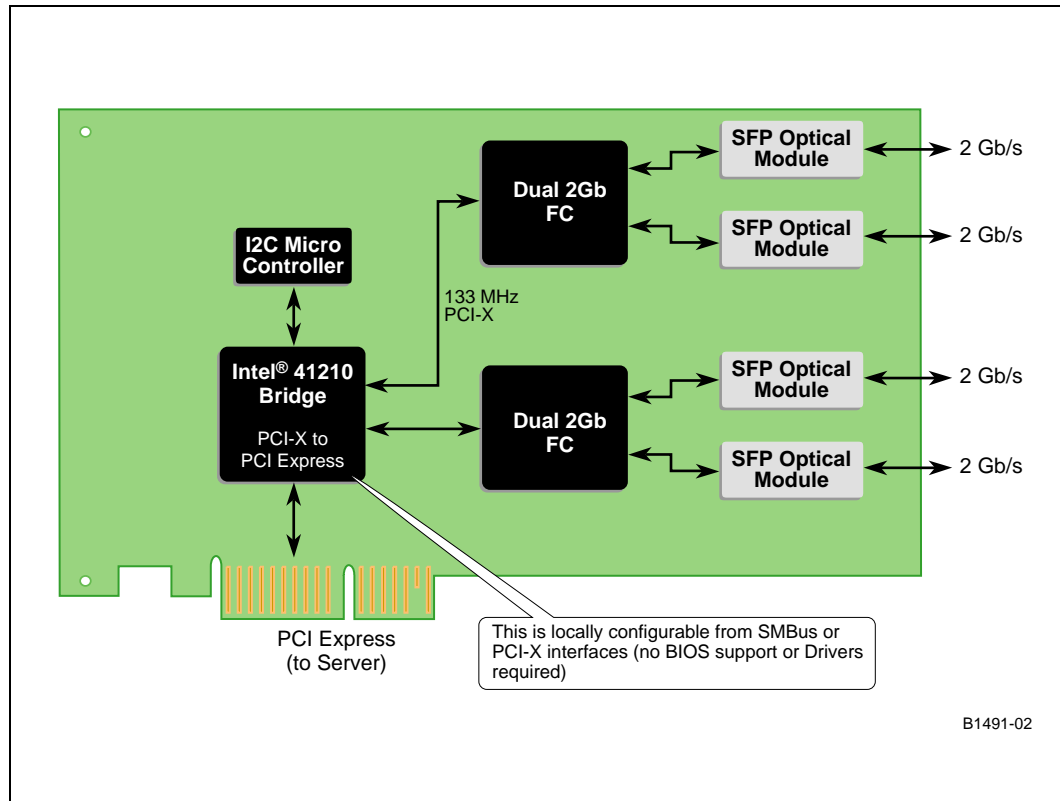 SFP Optical
Module
2 Gb/s
Dual 2Gb
FC
SFP Optical
Module
2 Gb/s
I2C Micro
Controller
133 MHz
PCI-X
Intel® 41210
Bridge
PCI-X to
PCI Express
SFP Optical
Module
2 Gb/s
Dual 2Gb
FC
SFP Optical
Module
2 Gb/s
PCI Express
(to Server)
This is locally configurable from SMBus or
PCI-X interfaces (no BIOS support or Drivers
required)
B1491-02